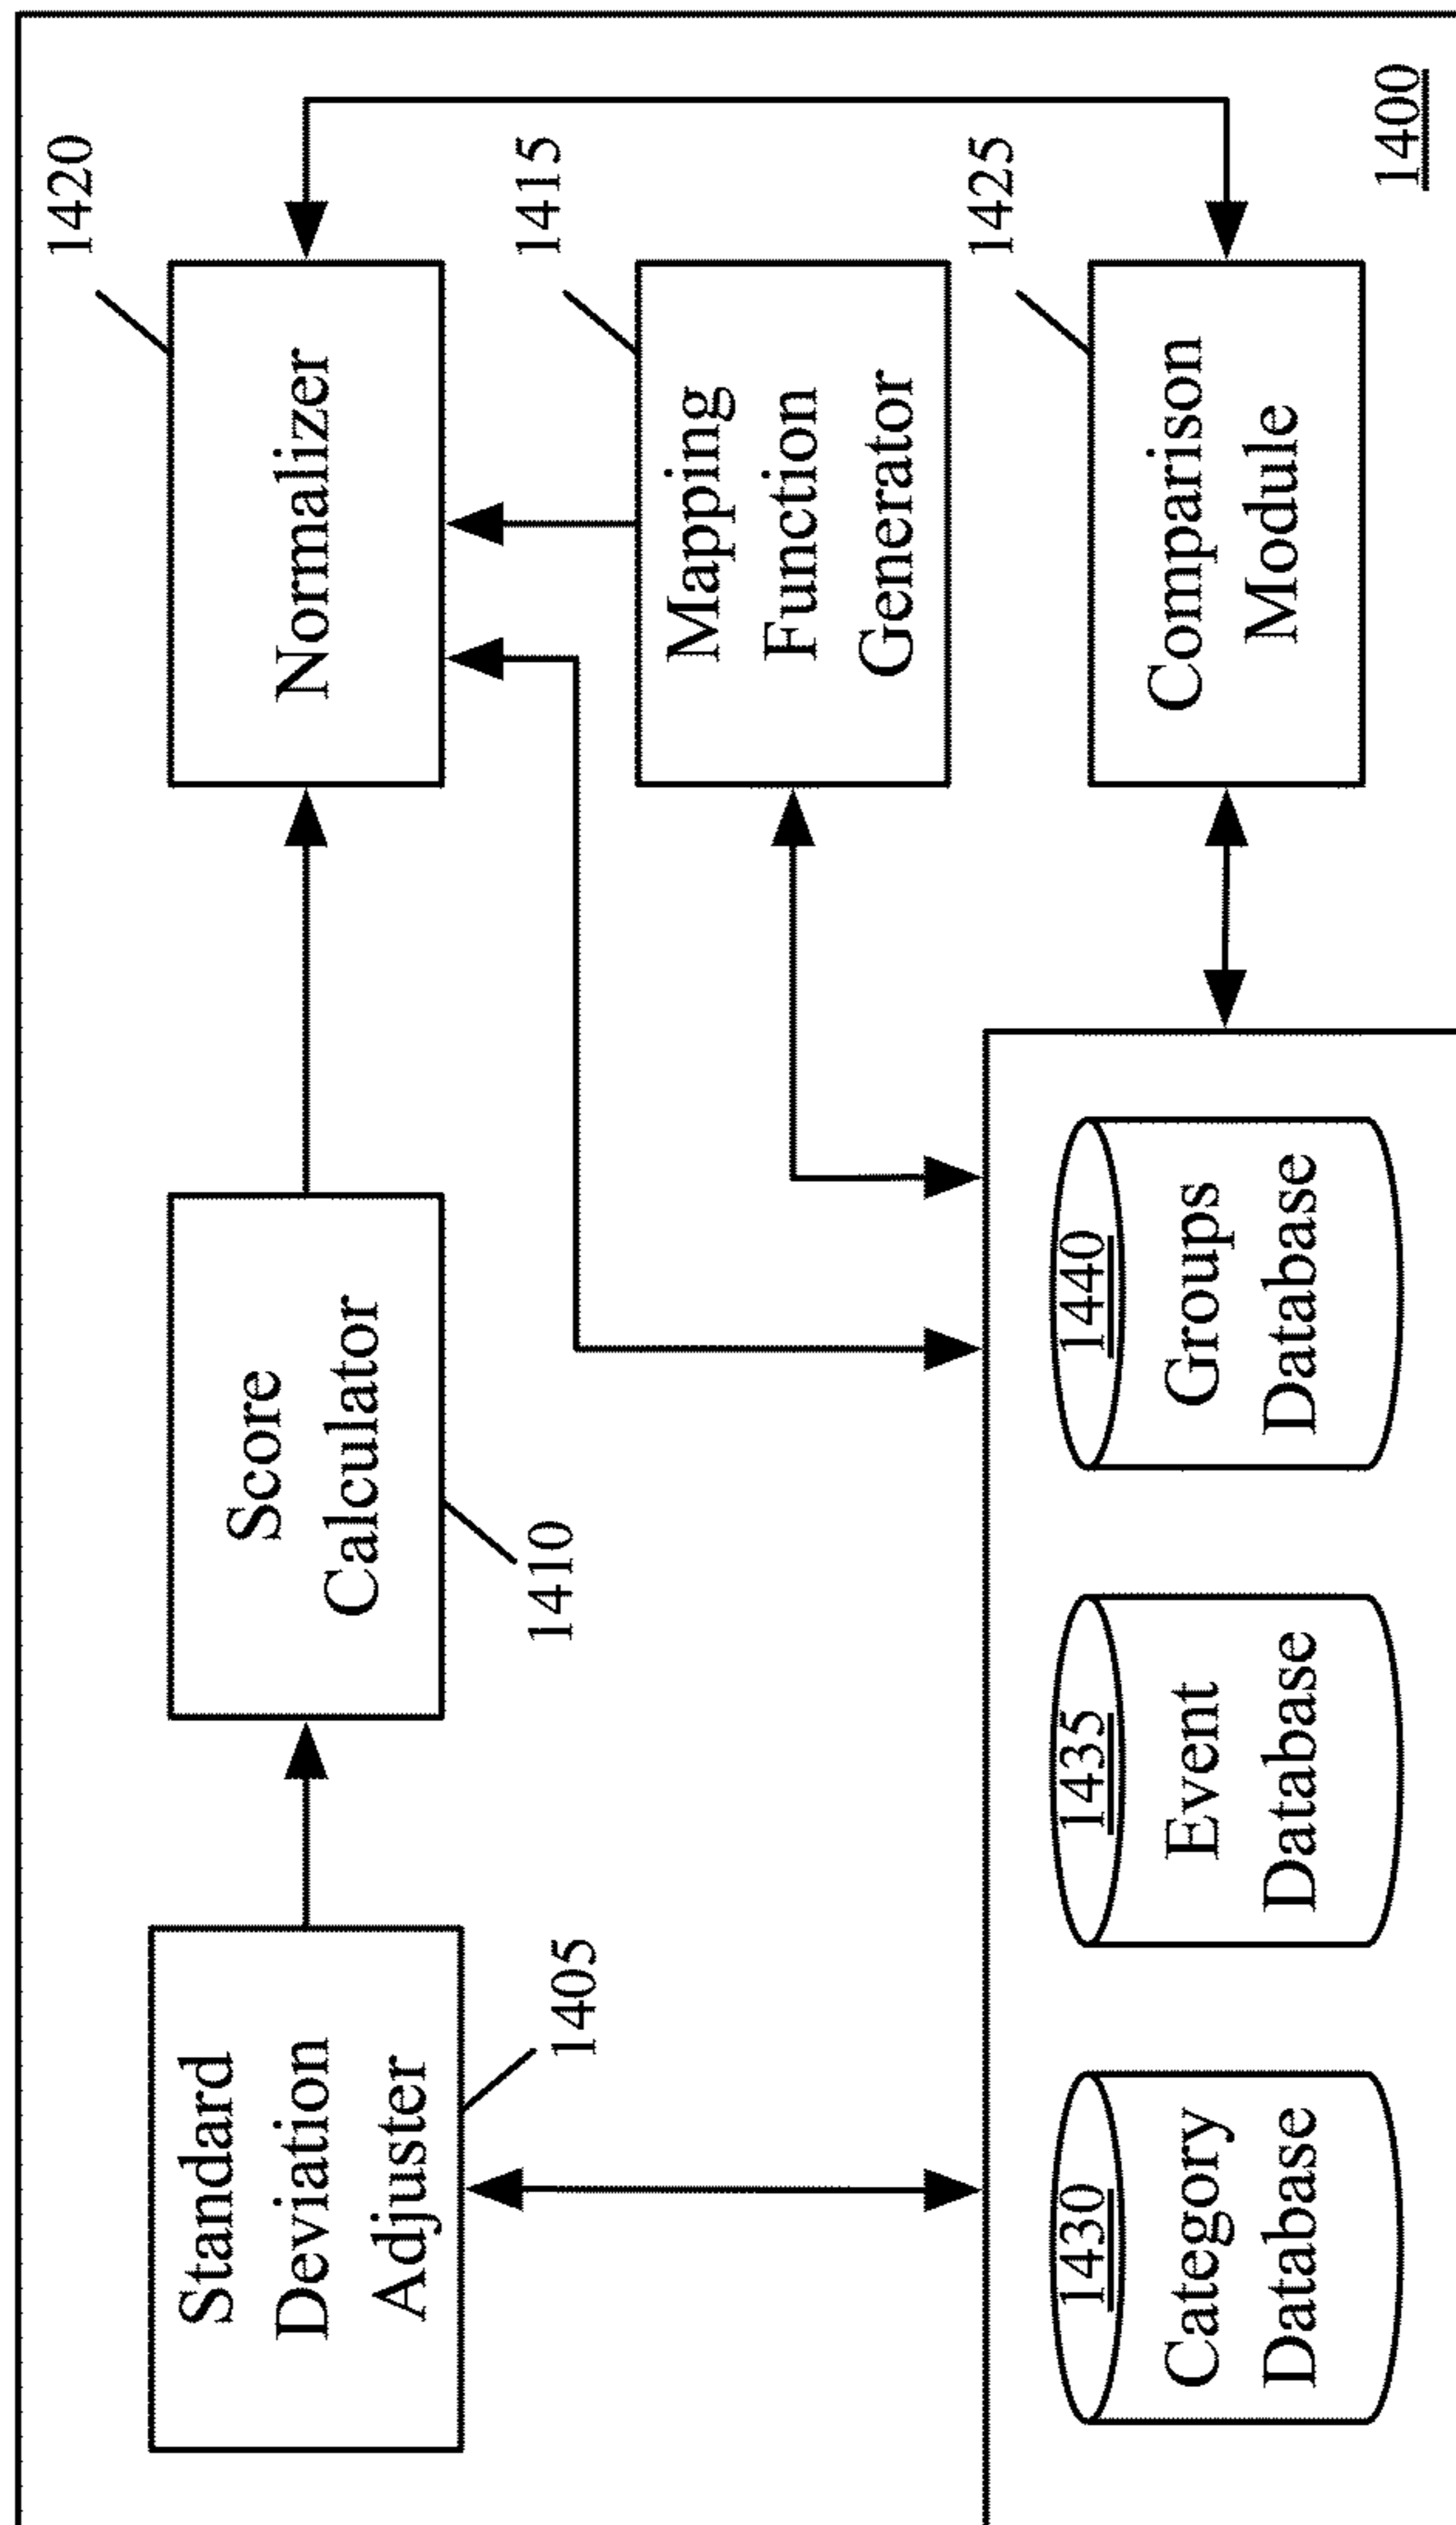 Standard
Deviation
Adjuster
1405
Score
Calculator
1410
Normalizer
1420
Mapping
Function
Generator
1415
Comparison
Module
1425
1430
Category
Database
1435
Event
Database
1440
Groups
Database
1400